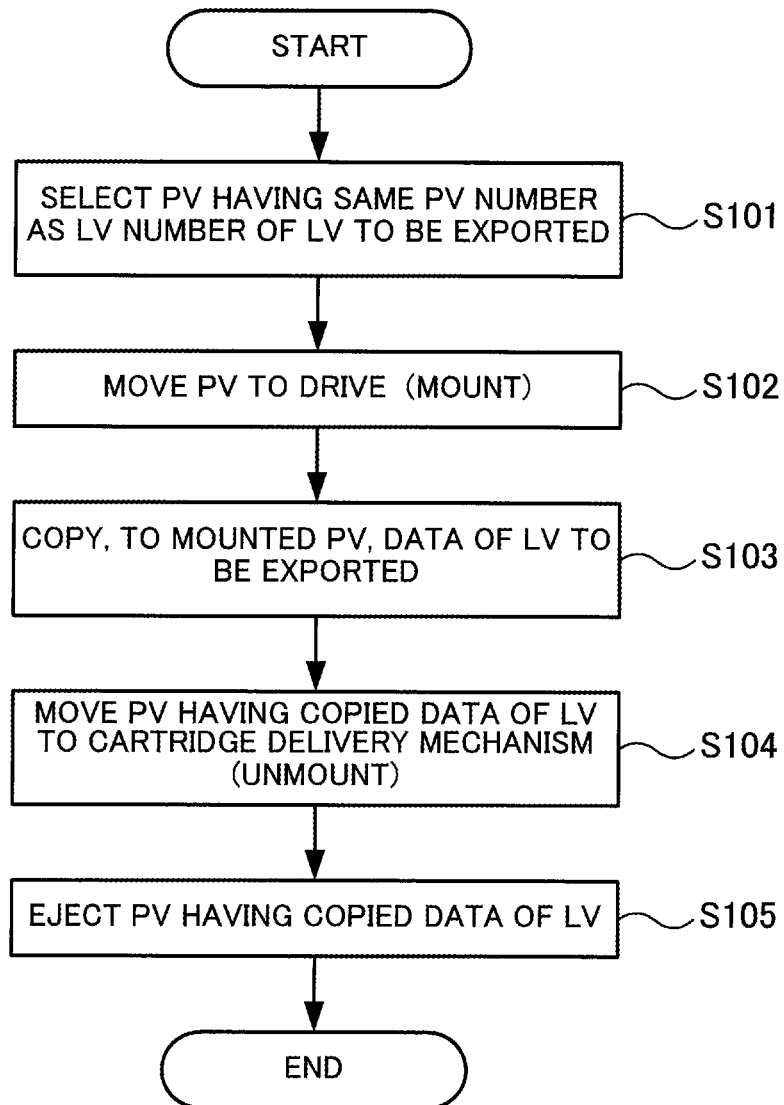 START
SELECT PV HAVING SAME PV NUMBER
AS LV NUMBER OF LV TO BE EXPORTED
S101
MOVE PV TO DRIVE (MOUNT)
S102
COPY, TO MOUNTED PV, DATA OF LV TO
BE EXPORTED
S103
MOVE PV HAVING COPIED DATA OF LV
TO CARTRIDGE DELIVERY MECHANISM
(UNMOUNT)
S104
EJECT PV HAVING COPIED DATA OF LV
S105
END